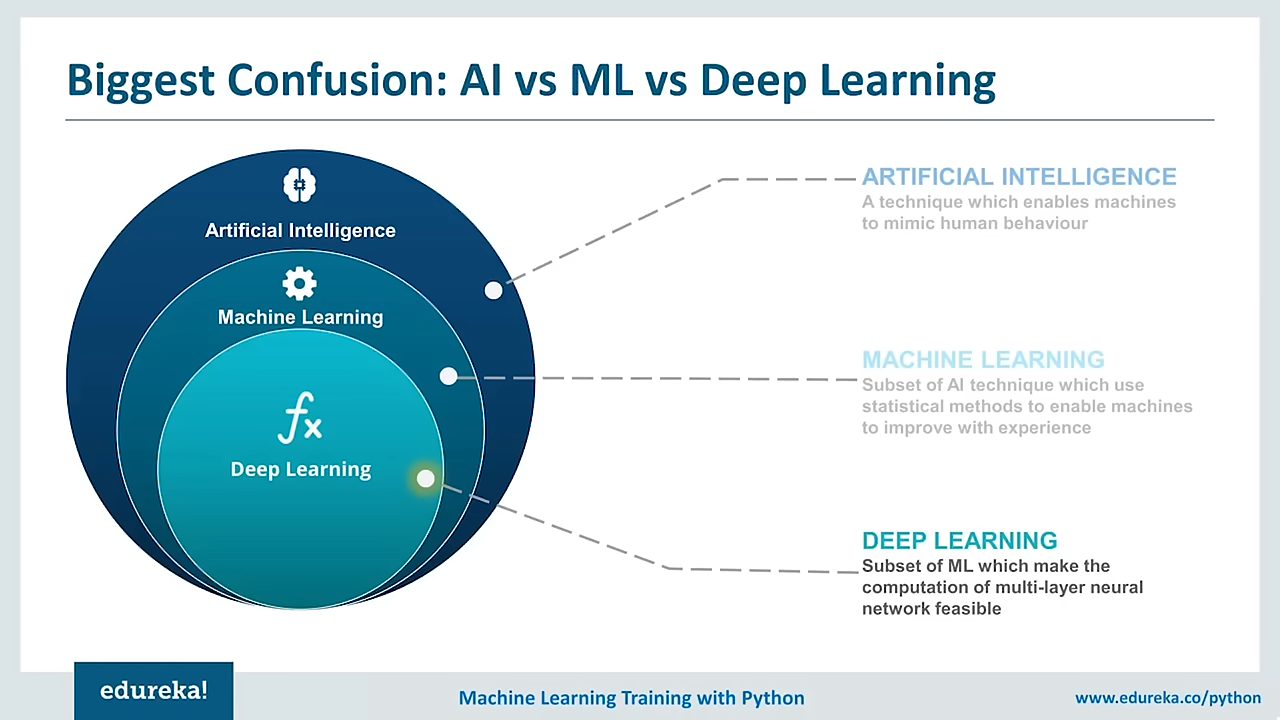 Biggest Confusion: AI vs ML vs Deep Learning
Artificial Intelligence
Machine Learning
fx
Deep Learning
ARTIFICIAL INTELLIGENCE
A technique which enables machines
to mimic human behaviour
MACHINE LEARNING
Subset of AI technique which use
statistical methods to enable machines
to improve with experience
DEEP LEARNING
Subset of ML which make the
computation of multi-layer neural
network feasible
edureka!
Machine Learning Training with Python
www.edureka.co/python